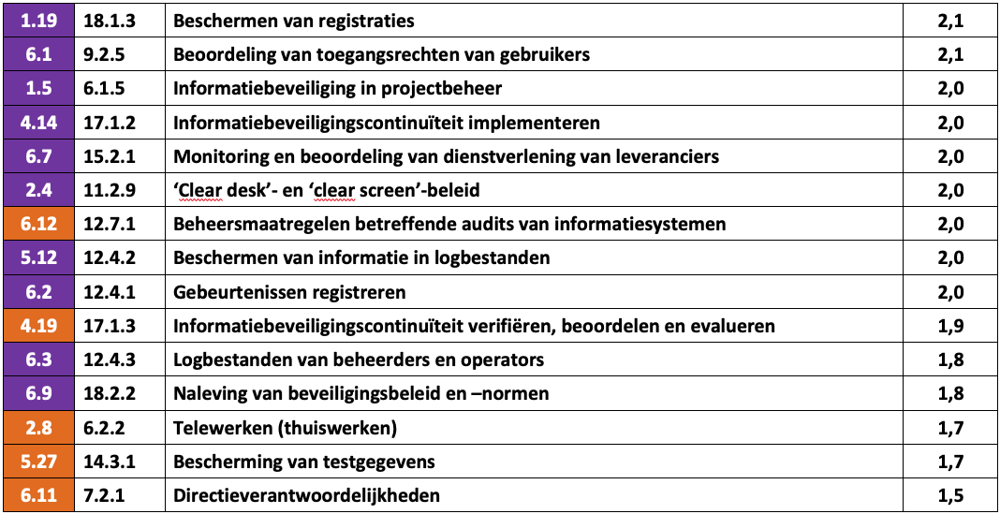 1.19 18.1.3 Beschermen van registraties 2,1
6.1 9.2.5 Beoordeling van toegangsrechten van gebruikers 2,1
1.5 6.1.5 Informatiebeveiliging in projectbeheer 2,0
4.14 17.1.2 Informatiebeveiligingscontinuïteit implementeren 2,0
6.7 15.2.1 Monitoring en beoordeling van dienstverlening van leveranciers 2,0
2.4 11.2.9 ‘Clear desk’- en ‘clear screen’-beleid 2,0
6.12 12.7.1 Beheersmaatregelen betreffende audits van informatiesystemen 2,0
5.12 12.4.2 Beschermen van informatie in logbestanden 2,0
6.2 12.4.1 Gebeurtenissen registreren 2,0
4.19 17.1.3 Informatiebeveiligingscontinuïteit verifiëren, beoordelen en evalueren 1,9
6.3 12.4.3 Logbestanden van beheerders en operators 1,8
6.9 18.2.2 Naleving van beveiligingsbeleid en –normen 1,8
2.8 6.2.2 Telewerken (thuiswerken) 1,7
5.27 14.3.1 Bescherming van testgegevens 1,7
6.11 7.2.1 Directieverantwoordelijkheden 1,5